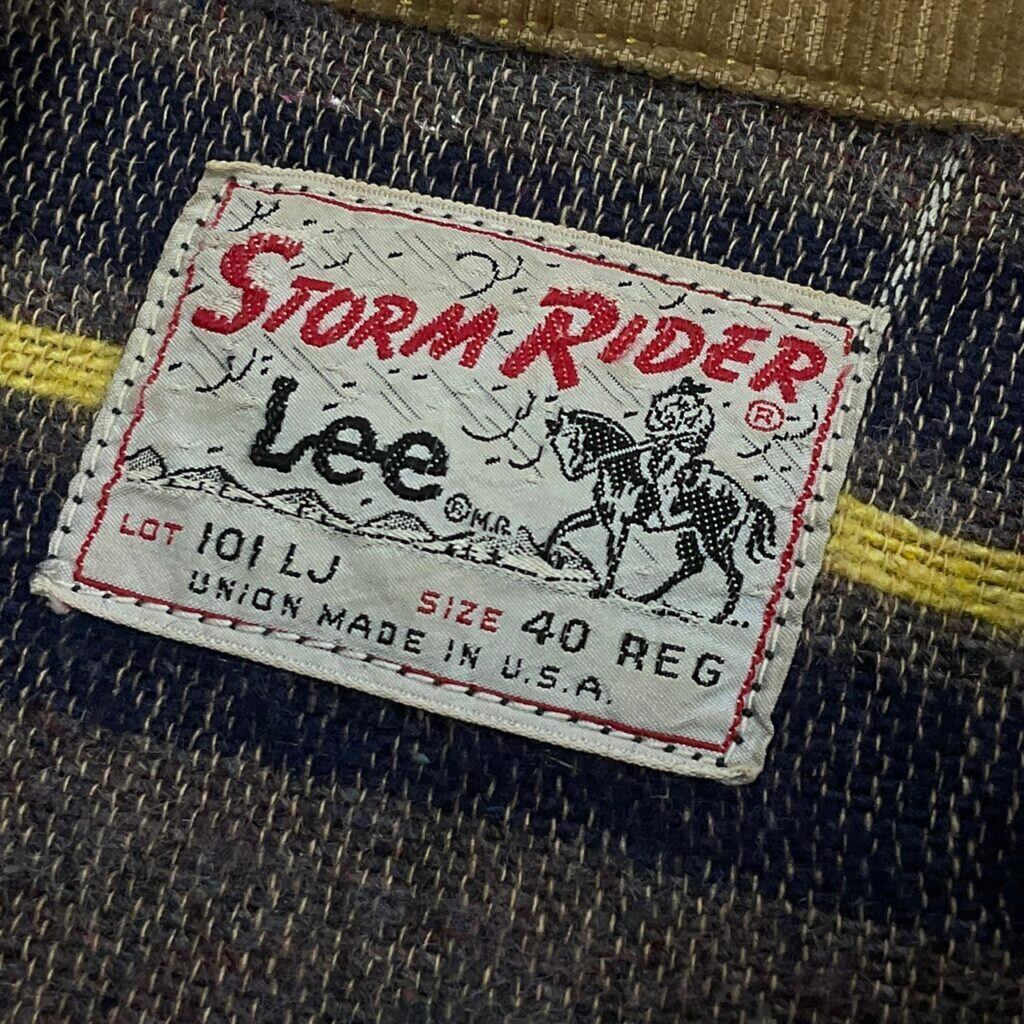 STORM RIDER ®
Lee ® M.R.
LOT 101 LJ SIZE 40 REG
UNION MADE IN U.S.A.